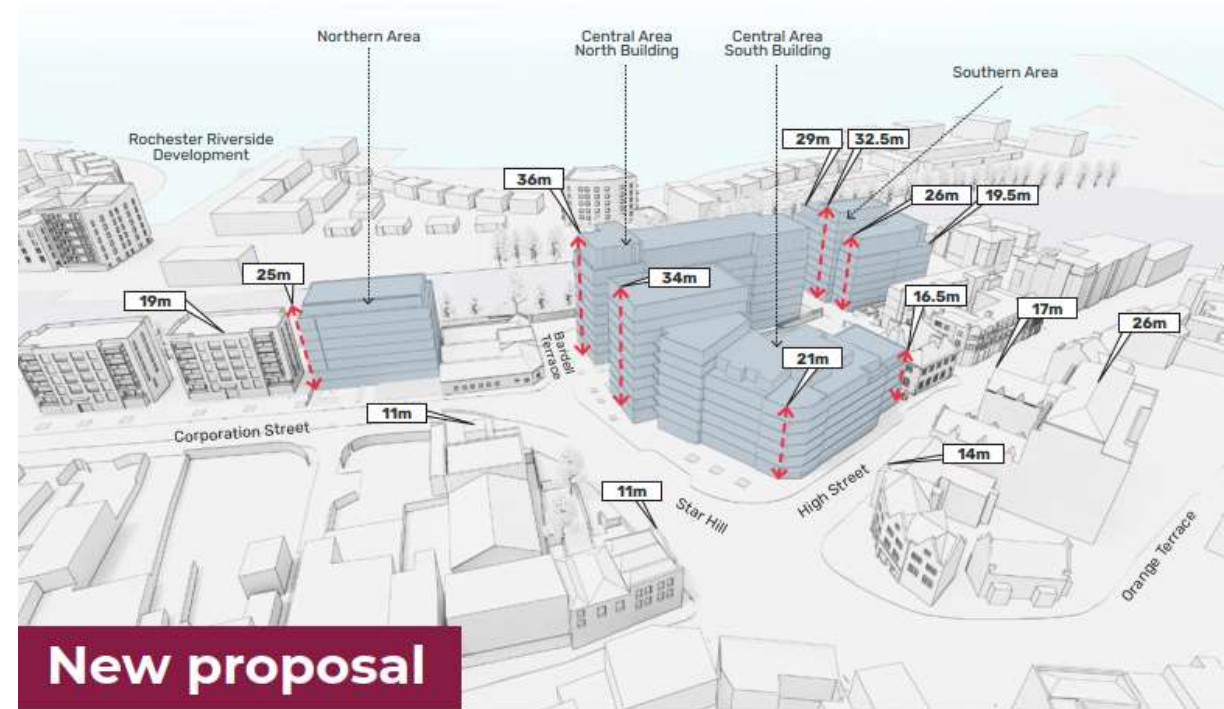 Northern Area
Central Area
North Building
Central Area
South Building
Southern Area
Rochester Riverside
Development
29m
32.5m
36m
26m
19.5m
25m
34m
19m
16.5m
17m
26m
Bardell
Terrace
21m
11m
Corporation Street
14m
11m
Star Hill
High Street
Orange Terrace
New proposal